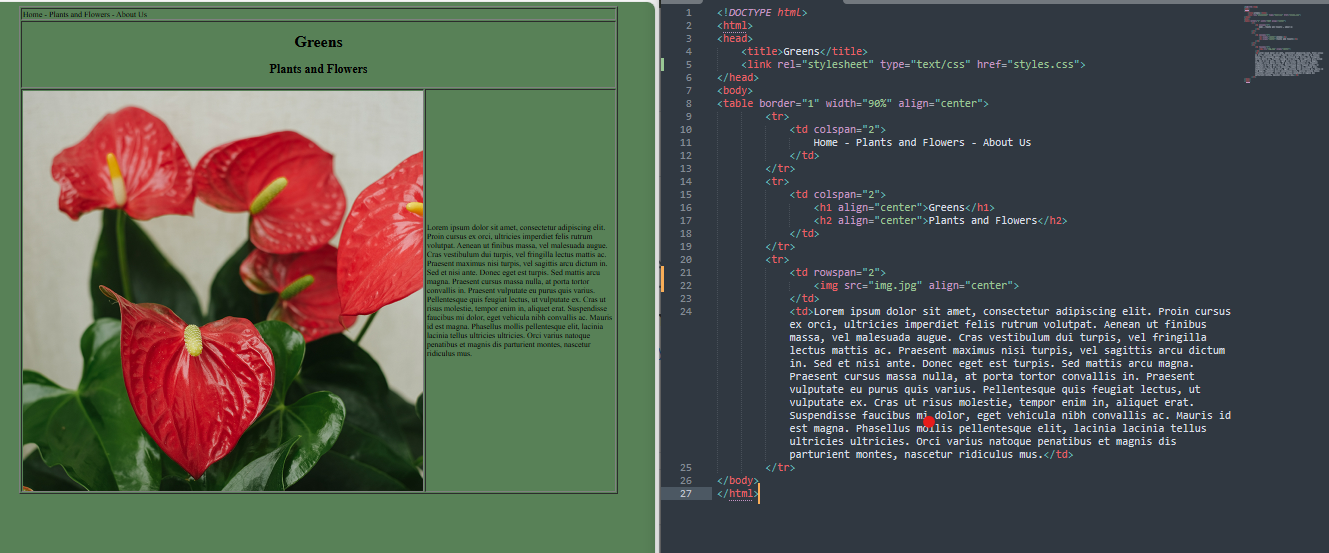 Home - Plants and Flowers - About Us
Greens
Plants and Flowers
Lorem ipsum dolor sit amet, consectetur adipiscing elit.
Proin cursus ex orci, ultricies imperdiet felis rutrum
volutpat. Aenean ut finibus massa, vel malesuada augue.
Cras vestibulum dui turpis, vel fringilla lectus mattis ac.
Praesent maximus nisi turpis, vel sagittis arcu dictum in.
Sed et nisi ante. Donec eget est turpis. Sed mattis arcu
magna. Praesent cursus massa nulla, at porta tortor
convallis in. Praesent vulputate eu purus quis varius.
Pellentesque quis feugiat lectus, ut vulputate ex. Cras ut
risus molestie, tempor enim in, aliquet erat. Suspendisse
faucibus mi dolor, eget vehicula nibh convallis ac. Mauris
id est magna. Phasellus mollis pellentesque elit, lacinia
lacinia tellus ultricies ultricies. Orci varius natoque
penatibus et magnis dis parturient montes, nascetur
ridiculus mus.
1 <!DOCTYPE html>
2 <html>
3 <head>
4 <title>Greens</title>
5 <link rel="stylesheet" type="text/css" href="styles.css">
6 </head>
7 <body>
8 <table border="1" width="90%" align="center">
9 <tr>
10 <td colspan="2">
11 Home - Plants and Flowers - About Us
12 </td>
13 </tr>
14 <tr>
15 <td colspan="2">
16 <h1 align="center">Greens</h1>
17 <h2 align="center">Plants and Flowers</h2>
18 </td>
19 </tr>
20 <tr>
21 <td rowspan="2">
22 <img src="img.jpg" align="center">
23 </td>
24 <td>Lorem ipsum dolor sit amet, consectetur adipiscing elit. Proin cursus
ex orci, ultricies imperdiet felis rutrum volutpat. Aenean ut finibus
massa, vel malesuada augue. Cras vestibulum dui turpis, vel fringilla
lectus mattis ac. Praesent maximus nisi turpis, vel sagittis arcu dictum
in. Sed et nisi ante. Donec eget est turpis. Sed mattis arcu magna.
Praesent cursus massa nulla, at porta tortor convallis in. Praesent
vulputate eu purus quis varius. Pellentesque quis feugiat lectus, ut
vulputate ex. Cras ut risus molestie, tempor enim in, aliquet erat.
Suspendisse faucibus mi dolor, eget vehicula nibh convallis ac. Mauris id
est magna. Phasellus mollis pellentesque elit, lacinia lacinia tellus
ultricies ultricies. Orci varius natoque penatibus et magnis dis
parturient montes, nascetur ridiculus mus.</td>
25 </tr>
26 </body>
27 </html>